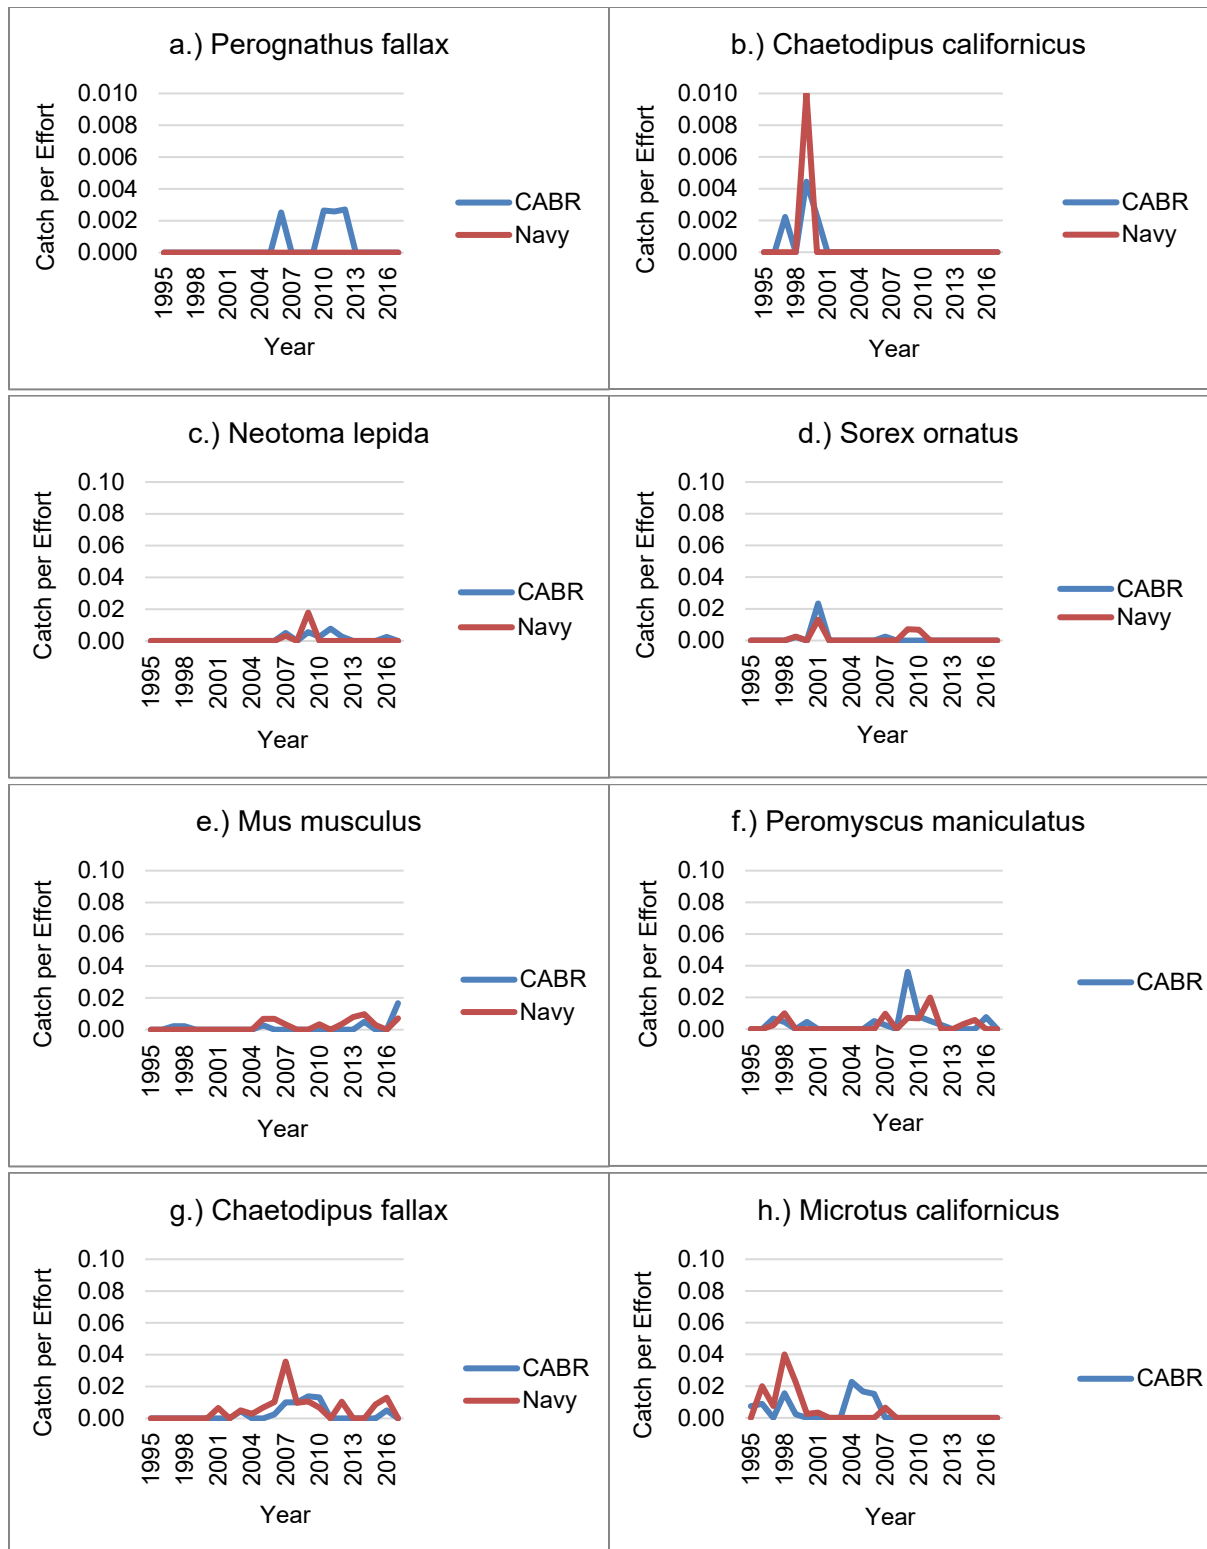 a.) Perognathus fallax
0.010
0.008
0.006
0.004
0.002
0.000
Catch per Effort
1995
1998
2001
2004
2007
2010
2013
2016
Year
CABR
Navy
b.) Chaetodipus californicus
0.010
0.008
0.006
0.004
0.002
0.000
Catch per Effort
1995
1998
2001
2004
2007
2010
2013
2016
Year
CABR
Navy
c.) Neotoma lepida
0.10
0.08
0.06
0.04
0.02
0.00
Catch per Effort
1995
1998
2001
2004
2007
2010
2013
2016
Year
CABR
Navy
d.) Sorex ornatus
0.10
0.08
0.06
0.04
0.02
0.00
Catch per Effort
1995
1998
2001
2004
2007
2010
2013
2016
Year
CABR
Navy
e.) Mus musculus
0.10
0.08
0.06
0.04
0.02
0.00
Catch per Effort
1995
1998
2001
2004
2007
2010
2013
2016
Year
CABR
Navy
f.) Peromyscus maniculatus
0.10
0.08
0.06
0.04
0.02
0.00
Catch per Effort
1995
1998
2001
2004
2007
2010
2013
2016
Year
CABR
g.) Chaetodipus fallax
0.10
0.08
0.06
0.04
0.02
0.00
Catch per Effort
1995
1998
2001
2004
2007
2010
2013
2016
Year
CABR
Navy
h.) Microtus californicus
0.10
0.08
0.06
0.04
0.02
0.00
Catch per Effort
1995
1998
2001
2004
2007
2010
2013
2016
Year
CABR